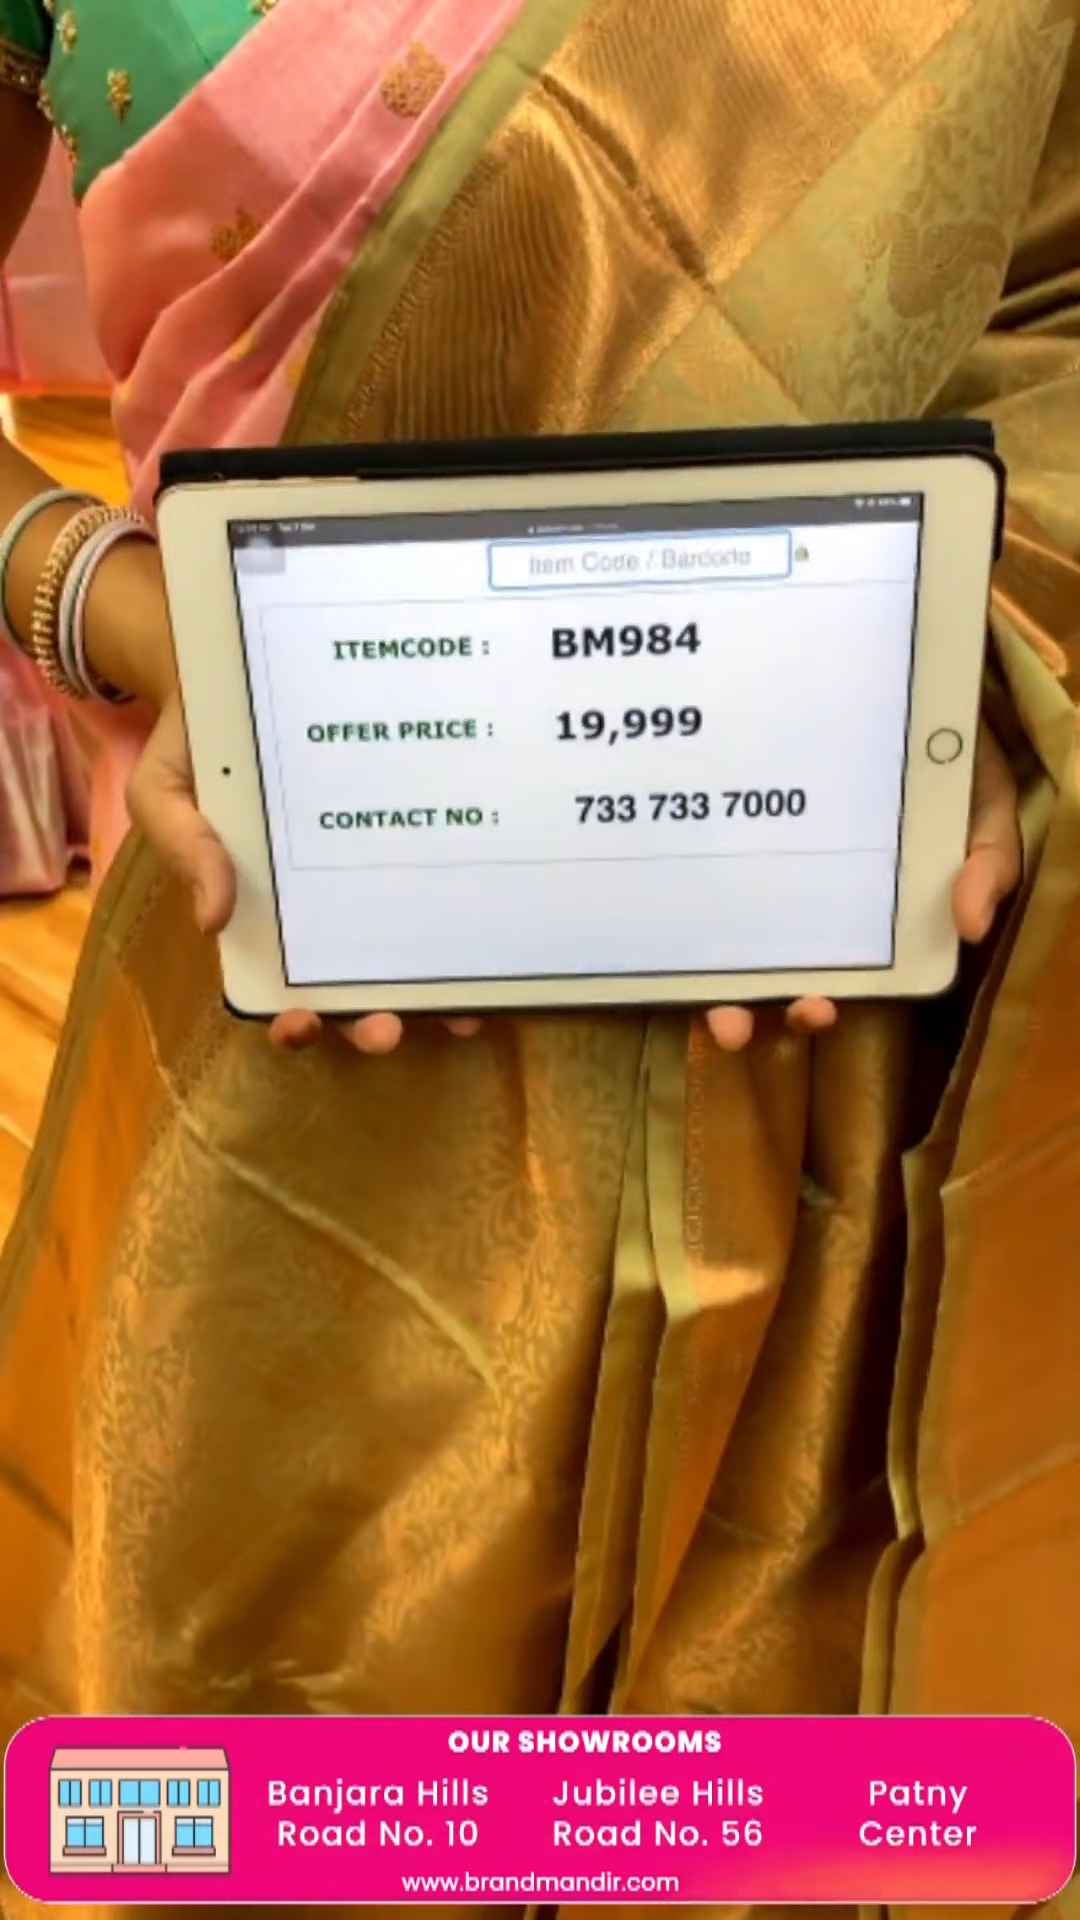 Item Code / Barcode
ITEMCODE : BM984
OFFER PRICE : 19,999
CONTACT NO : 733 733 7000
OUR SHOWROOMS
Banjara Hills
Road No. 10
Jubilee Hills
Road No. 56
Patny
Center
www.brandmandir.com